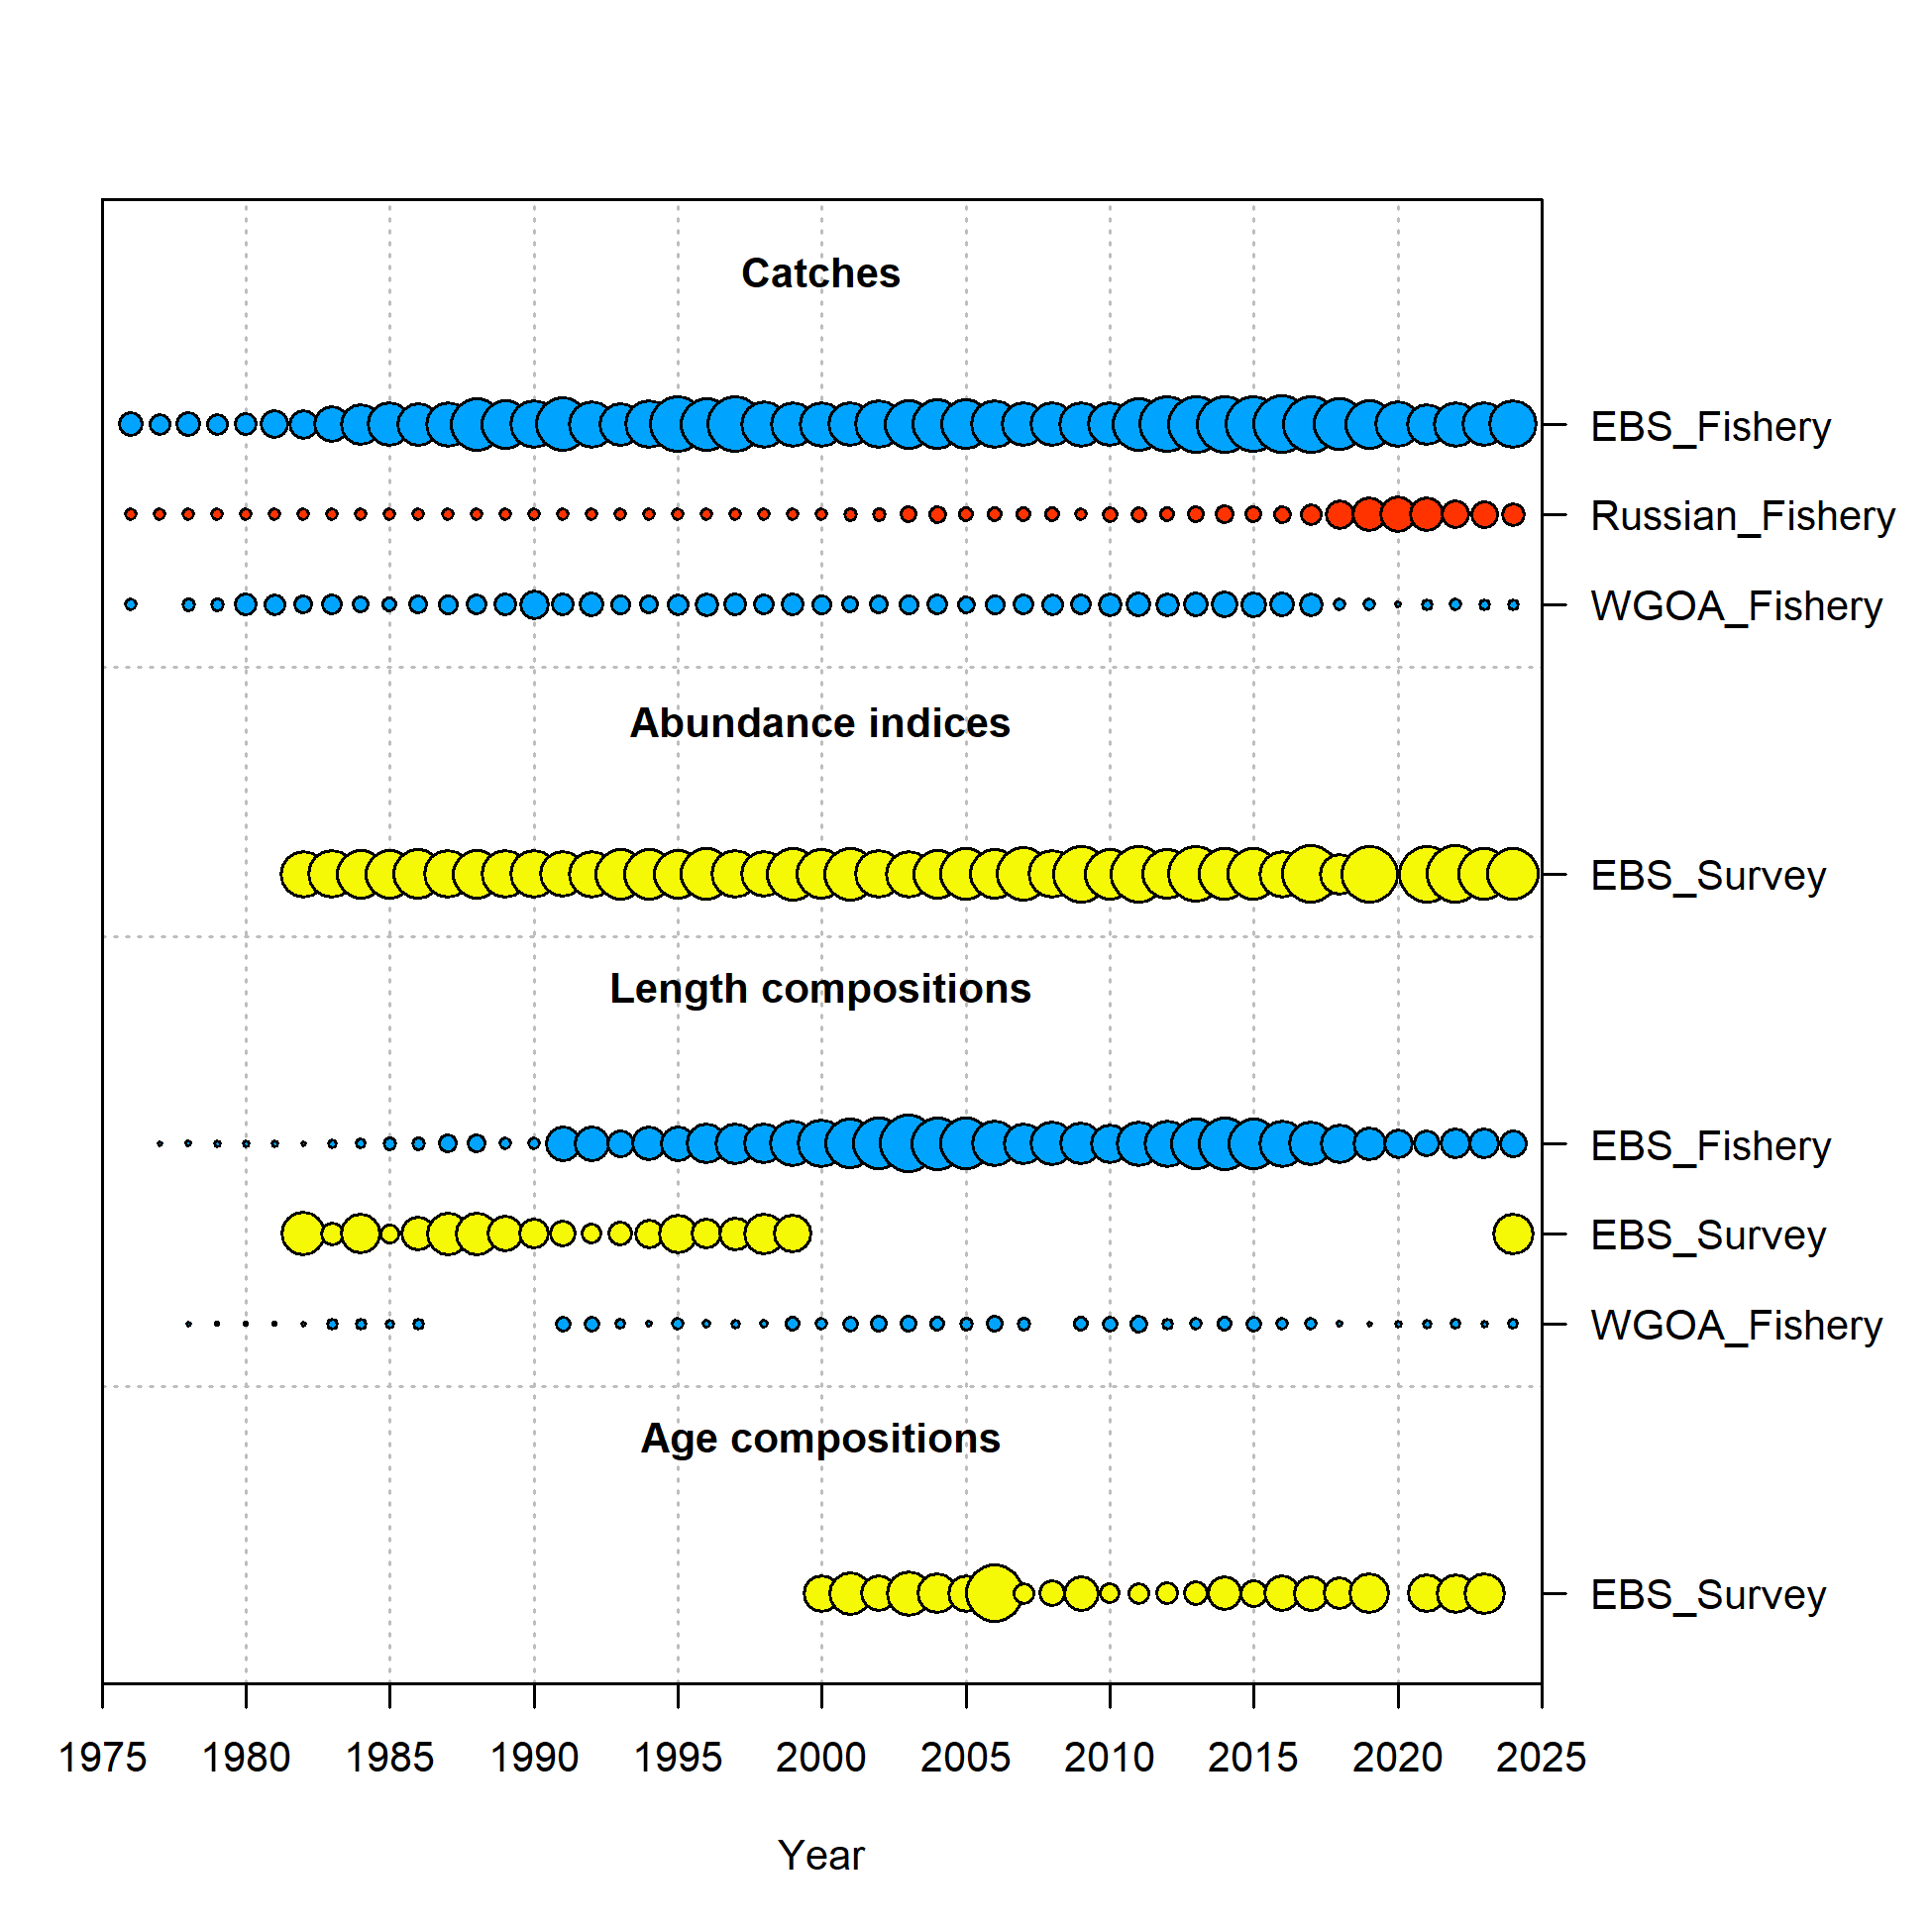 Catches
EBS_Fishery
Russian_Fishery
WGOA_Fishery
Abundance indices
EBS_Survey
Length compositions
EBS_Fishery
EBS_Survey
WGOA_Fishery
Age compositions
EBS_Survey
1975 1980 1985 1990 1995 2000 2005 2010 2015 2020 2025
Year